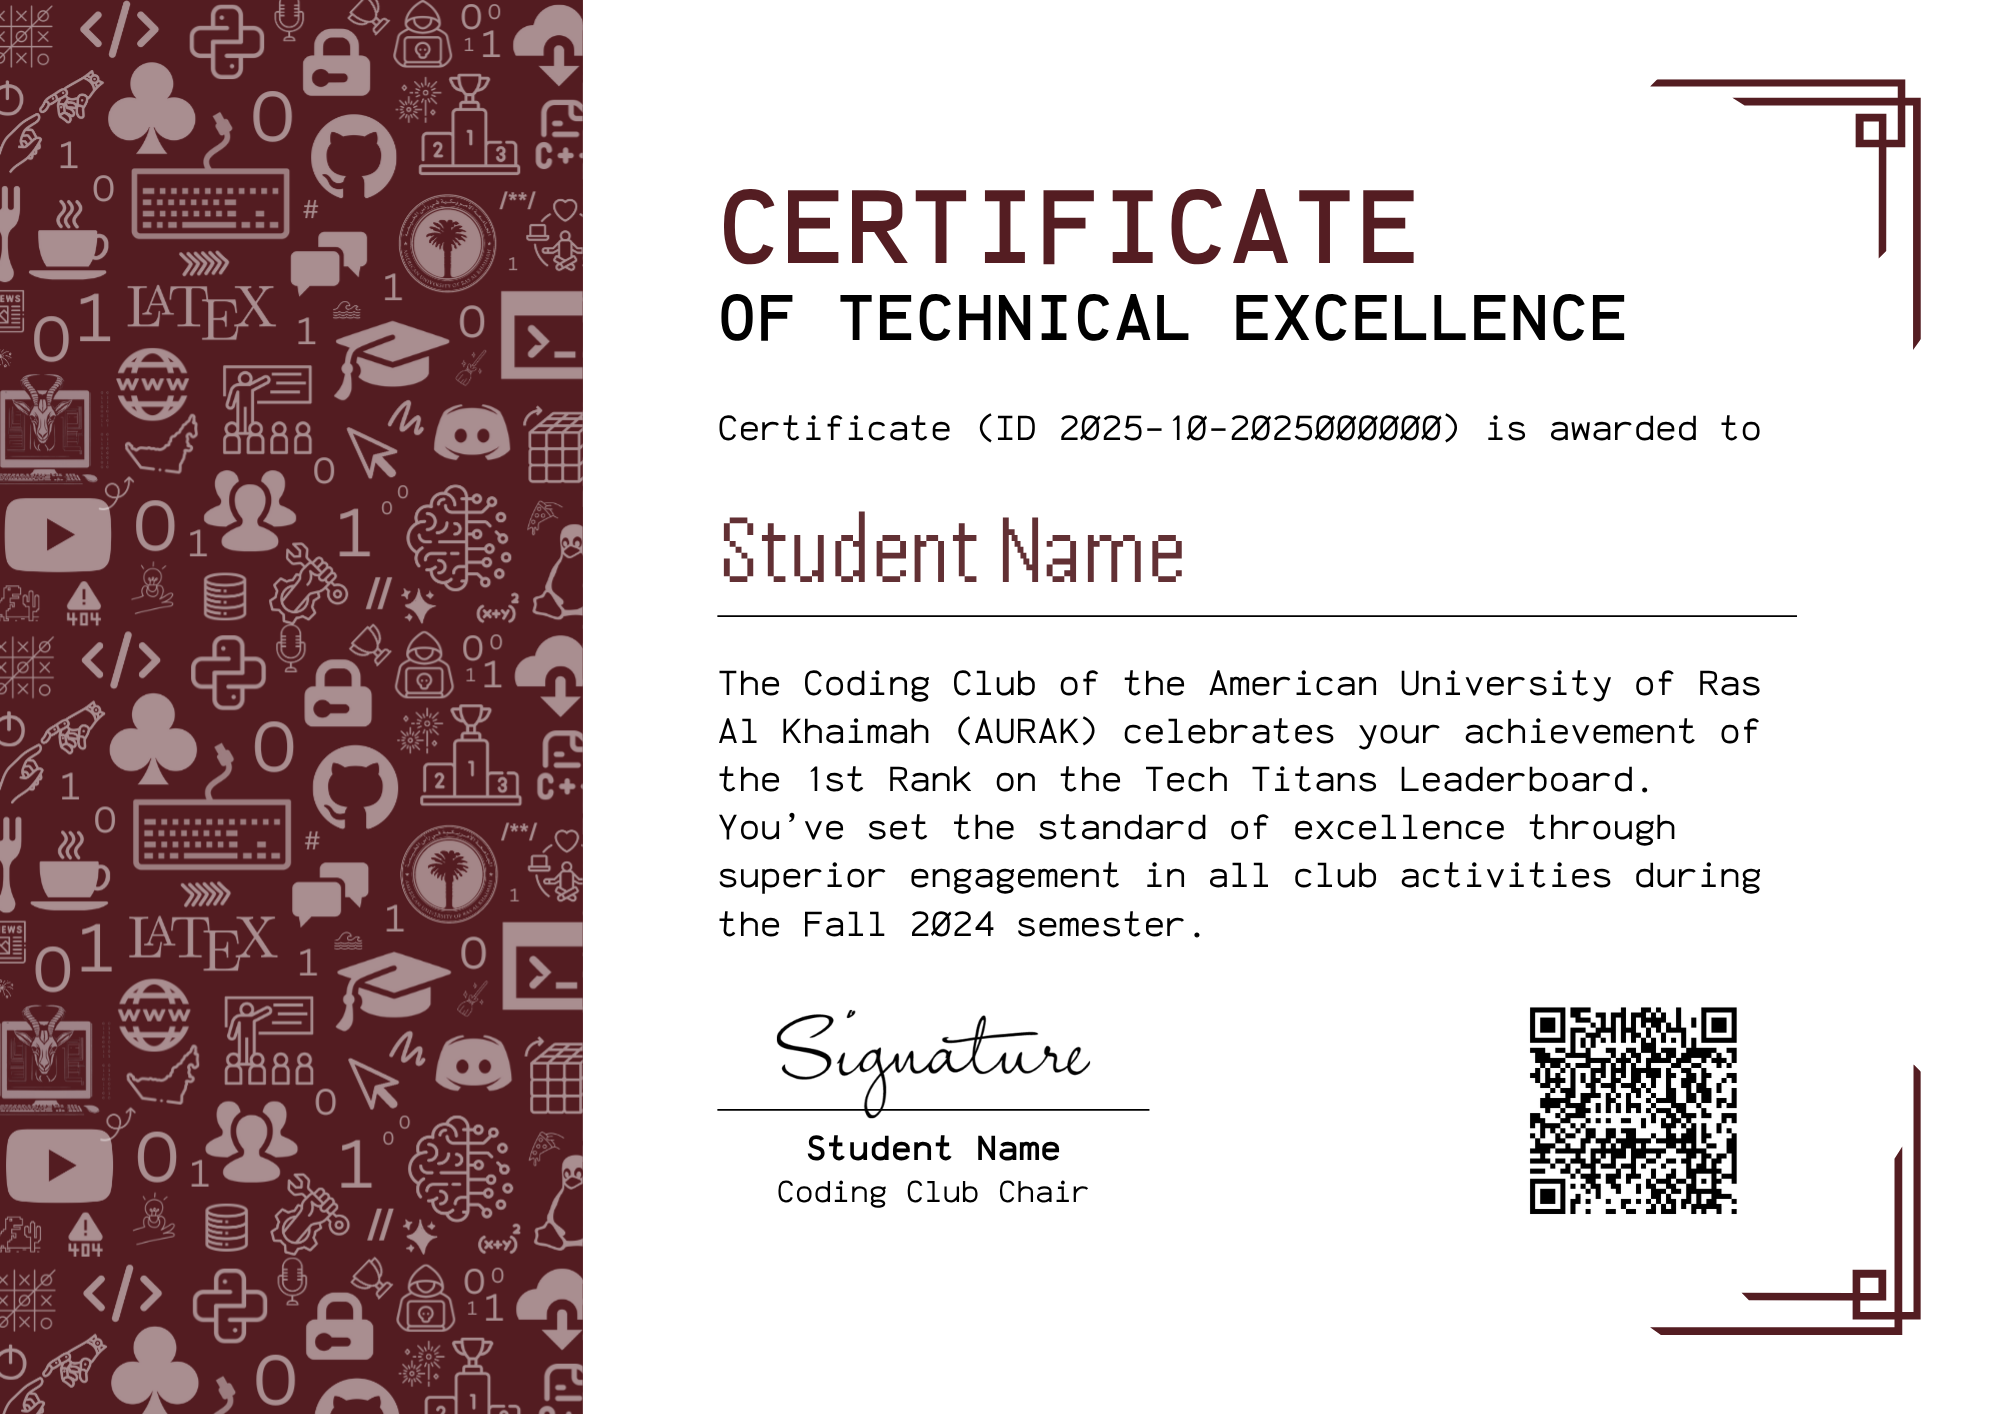 CERTIFICATE
OF TECHNICAL EXCELLENCE
Certificate (ID 2025-10-2025000000) is awarded to
Student Name
The Coding Club of the American University of Ras
Al Khaimah (AURAK) celebrates your achievement of
the 1st Rank on the Tech Titans Leaderboard.
You’ve set the standard of excellence through
superior engagement in all club activities during
the Fall 2024 semester.
Signature
Student Name
Coding Club Chair